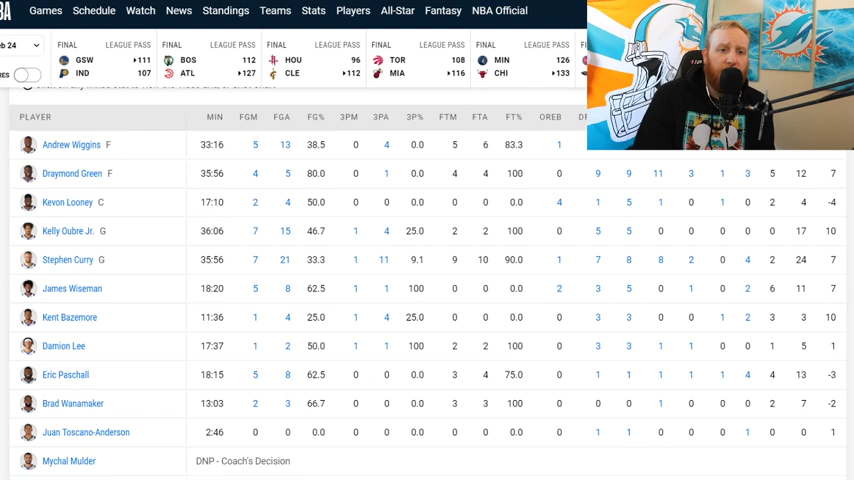 BA Games Schedule Watch News Standings Teams Stats Players All-Star Fantasy NBA Official
eb 24
FINAL LEAGUE PASS FINAL LEAGUE PASS FINAL LEAGUE PASS FINAL LEAGUE PASS FINAL LEAGUE PASS FINAL
GSW 111 BOS 112 HOU 96 TOR 108 MIN 126
RES IND 107 ATL 127 CLE 112 MIA 116 CHI 133
PLAYER MIN FGM FGA FG% 3PM 3PA 3P% FTM FTA FT% OREB DR
Andrew Wiggins F 33:16 5 13 38.5 0 4 0.0 5 6 83.3 1
Draymond Green F 35:56 4 5 80.0 0 1 0.0 4 4 100 0 9 9 11 3 1 3 5 12 7
Kevon Looney C 17:10 2 4 50.0 0 0 0.0 0 0 0.0 4 1 5 1 0 1 0 2 4 -4
Kelly Oubre Jr. G 36:06 7 15 46.7 1 4 25.0 2 2 100 0 5 5 0 0 0 0 0 17 10
Stephen Curry G 35:56 7 21 33.3 1 11 9.1 9 10 90.0 1 7 8 8 2 0 4 2 24 7
James Wiseman 18:20 5 8 62.5 1 1 100 0 0 0.0 2 3 5 0 1 0 2 6 11 7
Kent Bazemore 11:36 1 4 25.0 1 4 25.0 0 0 0.0 0 3 3 0 0 1 2 3 3 10
Damion Lee 17:37 1 2 50.0 1 1 100 2 2 100 0 3 3 1 1 0 0 1 5 1
Eric Paschall 18:15 5 8 62.5 0 0 0.0 3 4 75.0 0 1 1 1 1 1 4 4 13 -3
Brad Wanamaker 13:03 2 3 66.7 0 0 0.0 3 3 100 0 0 0 1 0 0 0 2 7 -2
Juan Toscano-Anderson 2:46 0 0 0.0 0 0 0.0 0 0 0.0 0 1 1 0 0 0 1 0 0 1
Mychal Mulder DNP - Coach's Decision